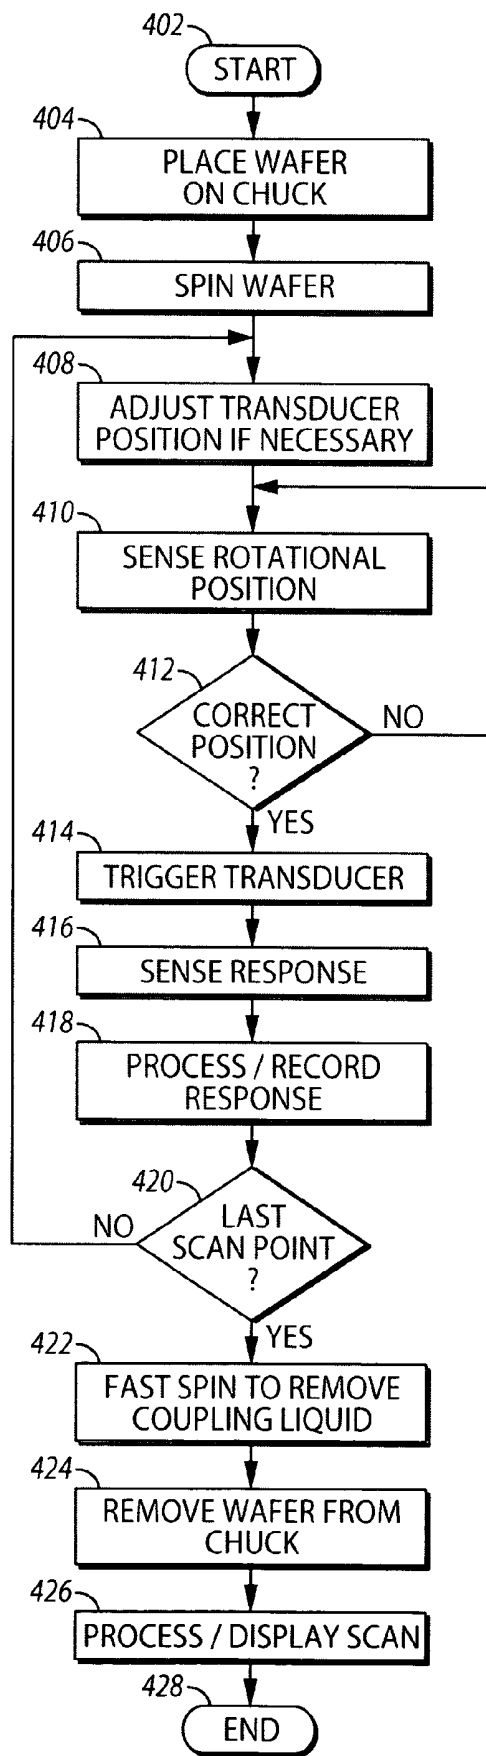 402
START
404
PLACE WAFER
ON CHUCK
406
SPIN WAFER
408
ADJUST TRANSDUCER
POSITION IF NECESSARY
410
SENSE ROTATIONAL
POSITION
412
CORRECT
POSITION
?
NO
YES
414
TRIGGER TRANSDUCER
416
SENSE RESPONSE
418
PROCESS / RECORD
RESPONSE
420
LAST
SCAN POINT
?
NO
YES
422
FAST SPIN TO REMOVE
COUPLING LIQUID
424
REMOVE WAFER FROM
CHUCK
426
PROCESS / DISPLAY SCAN
428
END